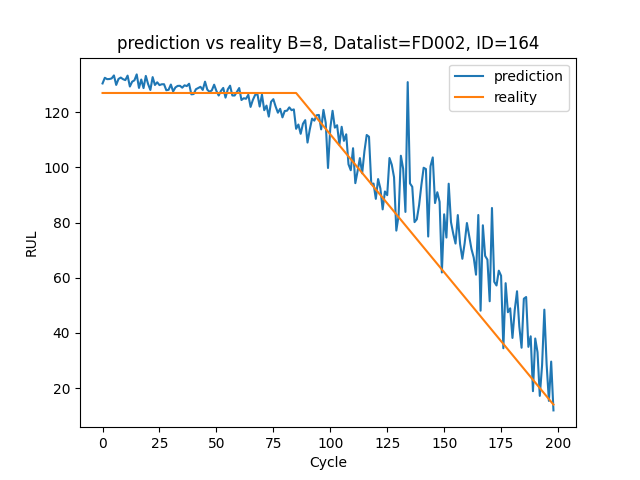 prediction vs reality B=8, Datalist=FD002, ID=164
prediction
reality
RUL
120
100
80
60
40
20
0 25 50 75 100 125 150 175 200
Cycle